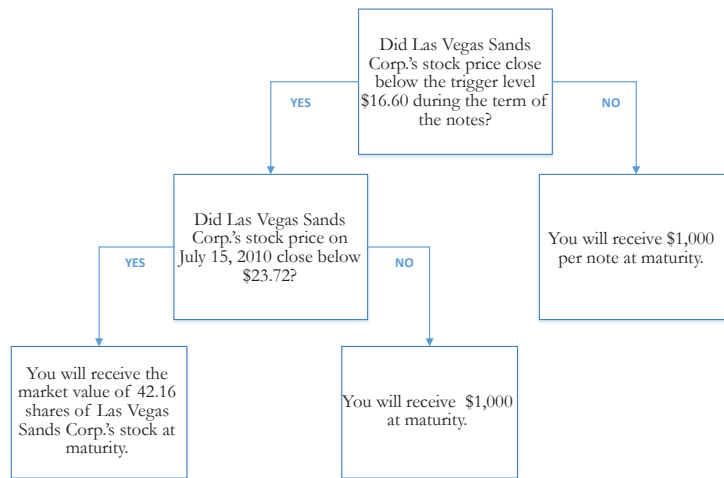 Did Las Vegas Sands
Corp.'s stock price close
below the trigger level
$16.60 during the term of
the notes?
YES
NO
Did Las Vegas Sands
Corp.'s stock price on
July 15, 2010 close below
$23.72?
You will receive $1,000
per note at maturity.
YES
NO
You will receive the
market value of 42.16
shares of Las Vegas
Sands Corp.'s stock at
maturity.
You will receive $1,000
at maturity.